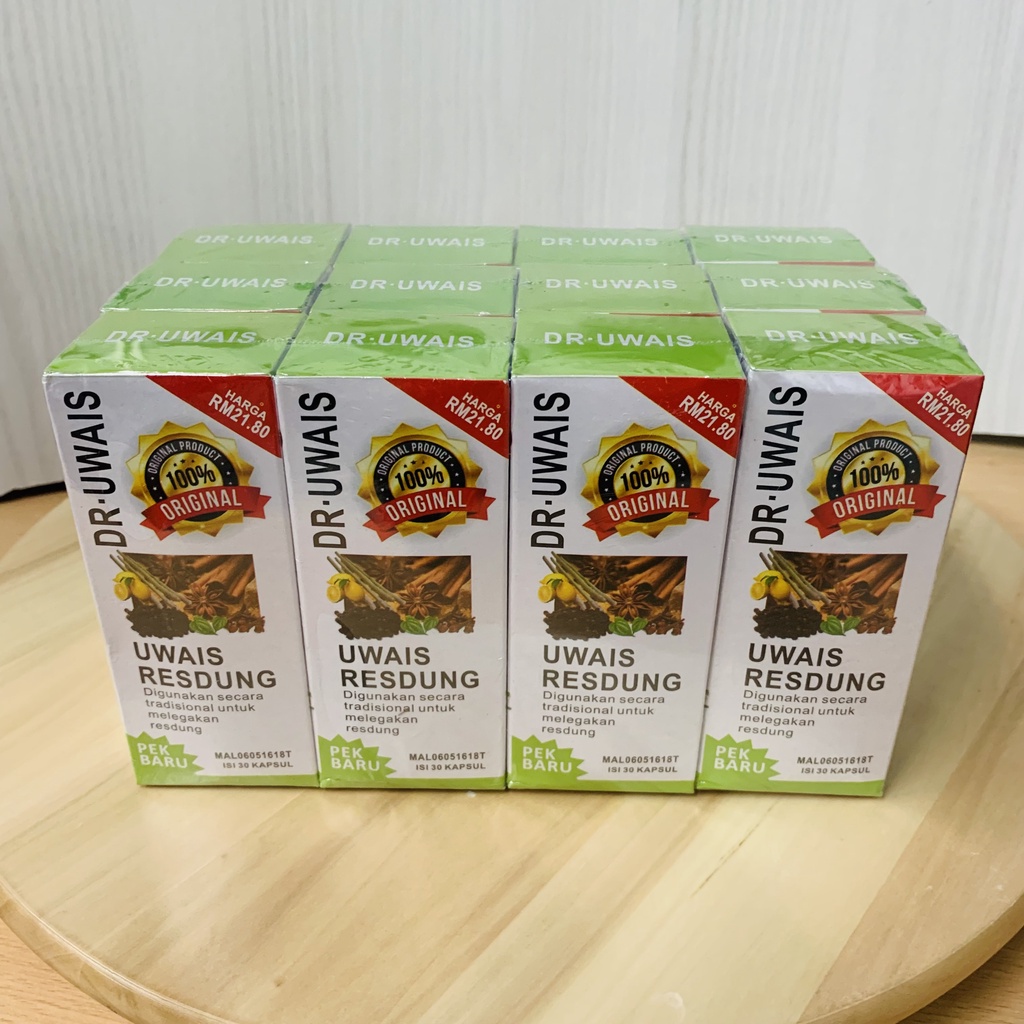 DR·UWAIS
DR·UWAIS
DR·UWAIS
DR·UWAIS
DR·UWAIS
DR·UWAIS
DR·UWAIS
DR·UWAIS
DR·UWAIS
DR·UWAIS
DR·UWAIS
DR·UWAIS
DR·UWAIS
HARGA
RM21.80
ORIGINAL PRODUCT
100%
ORIGINAL
UWAIS
RESDUNG
Digunakan secara
tradisional untuk
melegakan
resdung
PEK
BARU
MAL06051618T
ISI 30 KAPSUL
DR·UWAIS
HARGA
RM21.80
ORIGINAL PRODUCT
100%
ORIGINAL
UWAIS
RESDUNG
Digunakan secara
tradisional untuk
melegakan
resdung
PEK
BARU
MAL06051618T
ISI 30 KAPSUL
DR·UWAIS
HARGA
RM21.80
ORIGINAL PRODUCT
100%
ORIGINAL
UWAIS
RESDUNG
Digunakan secara
tradisional untuk
melegakan
resdung
PEK
BARU
MAL06051618T
ISI 30 KAPSUL
DR·UWAIS
HARGA
RM21.80
ORIGINAL PRODUCT
100%
ORIGINAL
UWAIS
RESDUNG
Digunakan secara
tradisional untuk
melegakan
resdung
PEK
BARU
MAL06051618T
ISI 30 KAPSUL